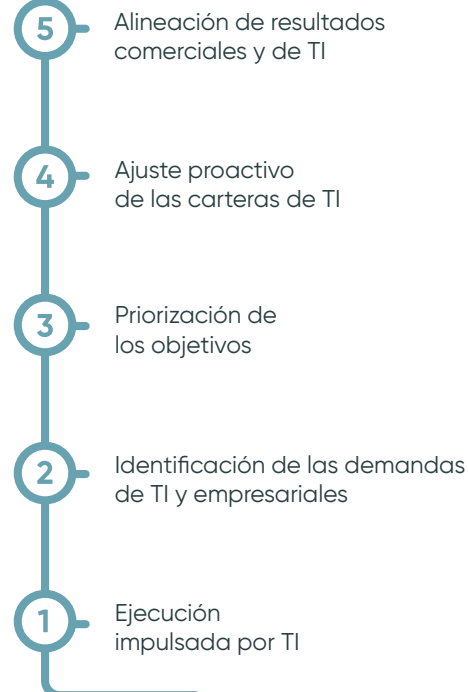 5
Alineación de resultados
comerciales y de TI
4
Ajuste proactivo
de las carteras de TI
3
Priorización de
los objetivos
2
Identificación de las demandas
de TI y empresariales
1
Ejecución
impulsada por TI